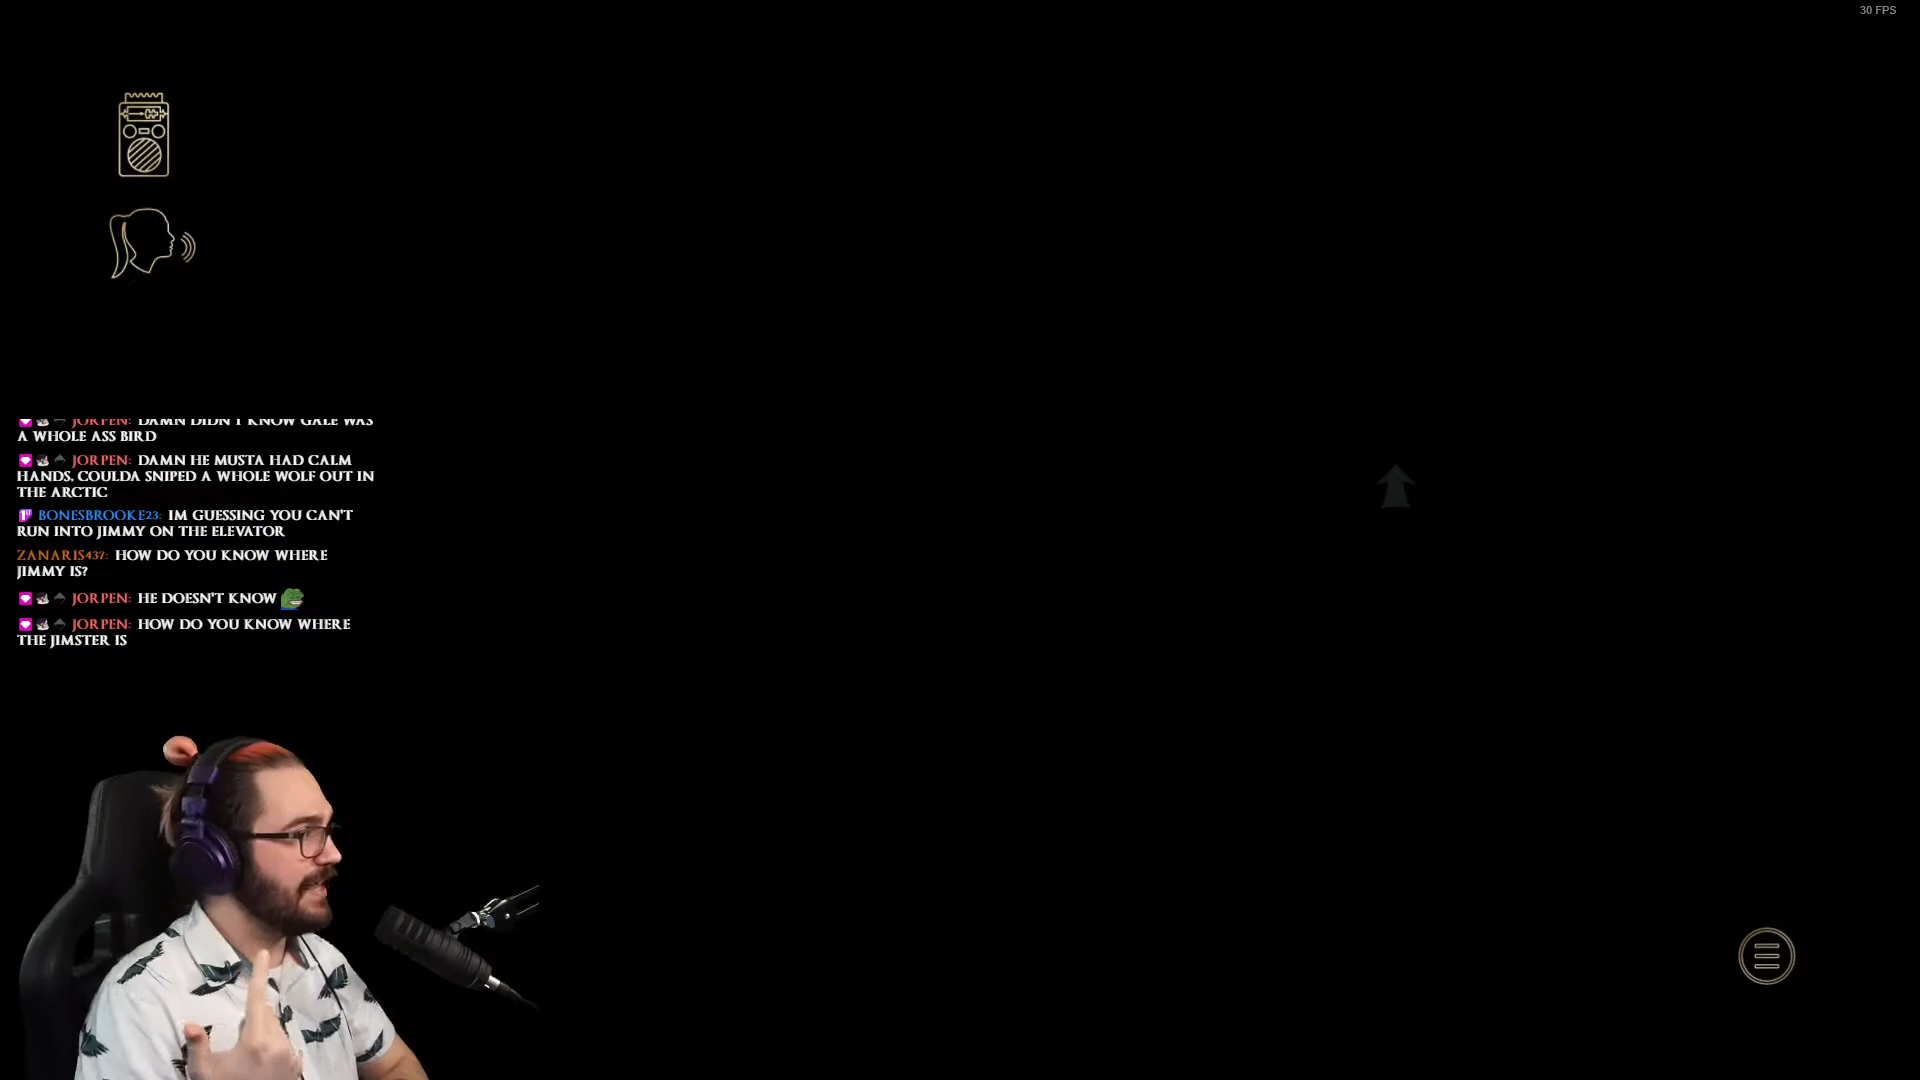 30 FPS
JORPEN: DAMN DIDN'T KNOW GALE WAS
A WHOLE ASS BIRD
JORPEN: DAMN HE MUSTA HAD CALM
HANDS, COULDA SNIPED A WHOLE WOLF OUT IN
THE ARCTIC
BONESBROOKE23: IM GUESSING YOU CAN'T
RUN INTO JIMMY ON THE ELEVATOR
ZANARIS437: HOW DO YOU KNOW WHERE
JIMMY IS?
JORPEN: HE DOESN'T KNOW
JORPEN: HOW DO YOU KNOW WHERE
THE JIMSTER IS